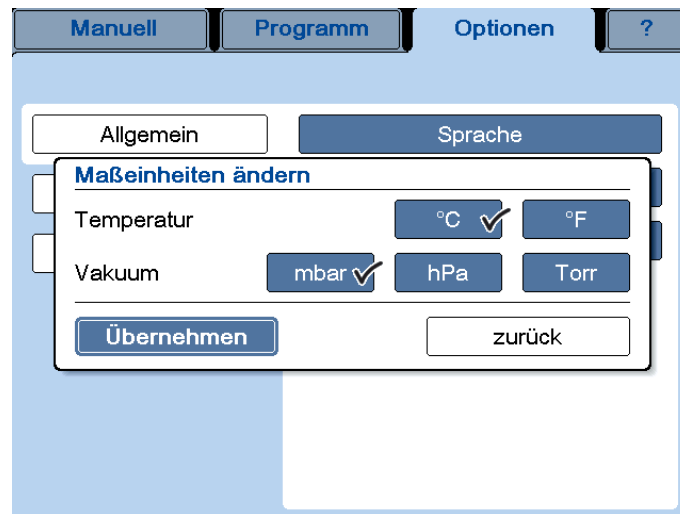 Manuell Programm Optionen ?
Allgemein Sprache
Maßeinheiten ändern
Temperatur °C °F
Vakuum mbar hPa Torr
Übernehmen zurück